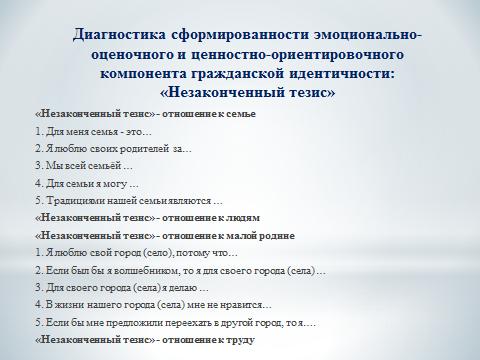 Диагностика сформированности эмоционально-
оценочного и ценностно-ориентировочного
компонента гражданской идентичности:
«Незаконченный тезис»
«Незаконченный тезис»- отношение к семье
1. Для меня семья - это…
2. Я люблю своих родителей за…
3. Мы всей семьёй …
4. Для семьи я могу …
5. Традициями нашей семьи являются …
«Незаконченный тезис»- отношение к людям
«Незаконченный тезис»- отношение к малой родине
1. Я люблю свой город (село), потому что…
2. Если был бы я волшебником, то я для своего города (села) …
3. Для своего города (села) я делаю …
4. В жизни нашего города (села) мне не нравится…
5. Если бы мне предложили переехать в другой город, то я….
«Незаконченный тезис»- отношение к труду